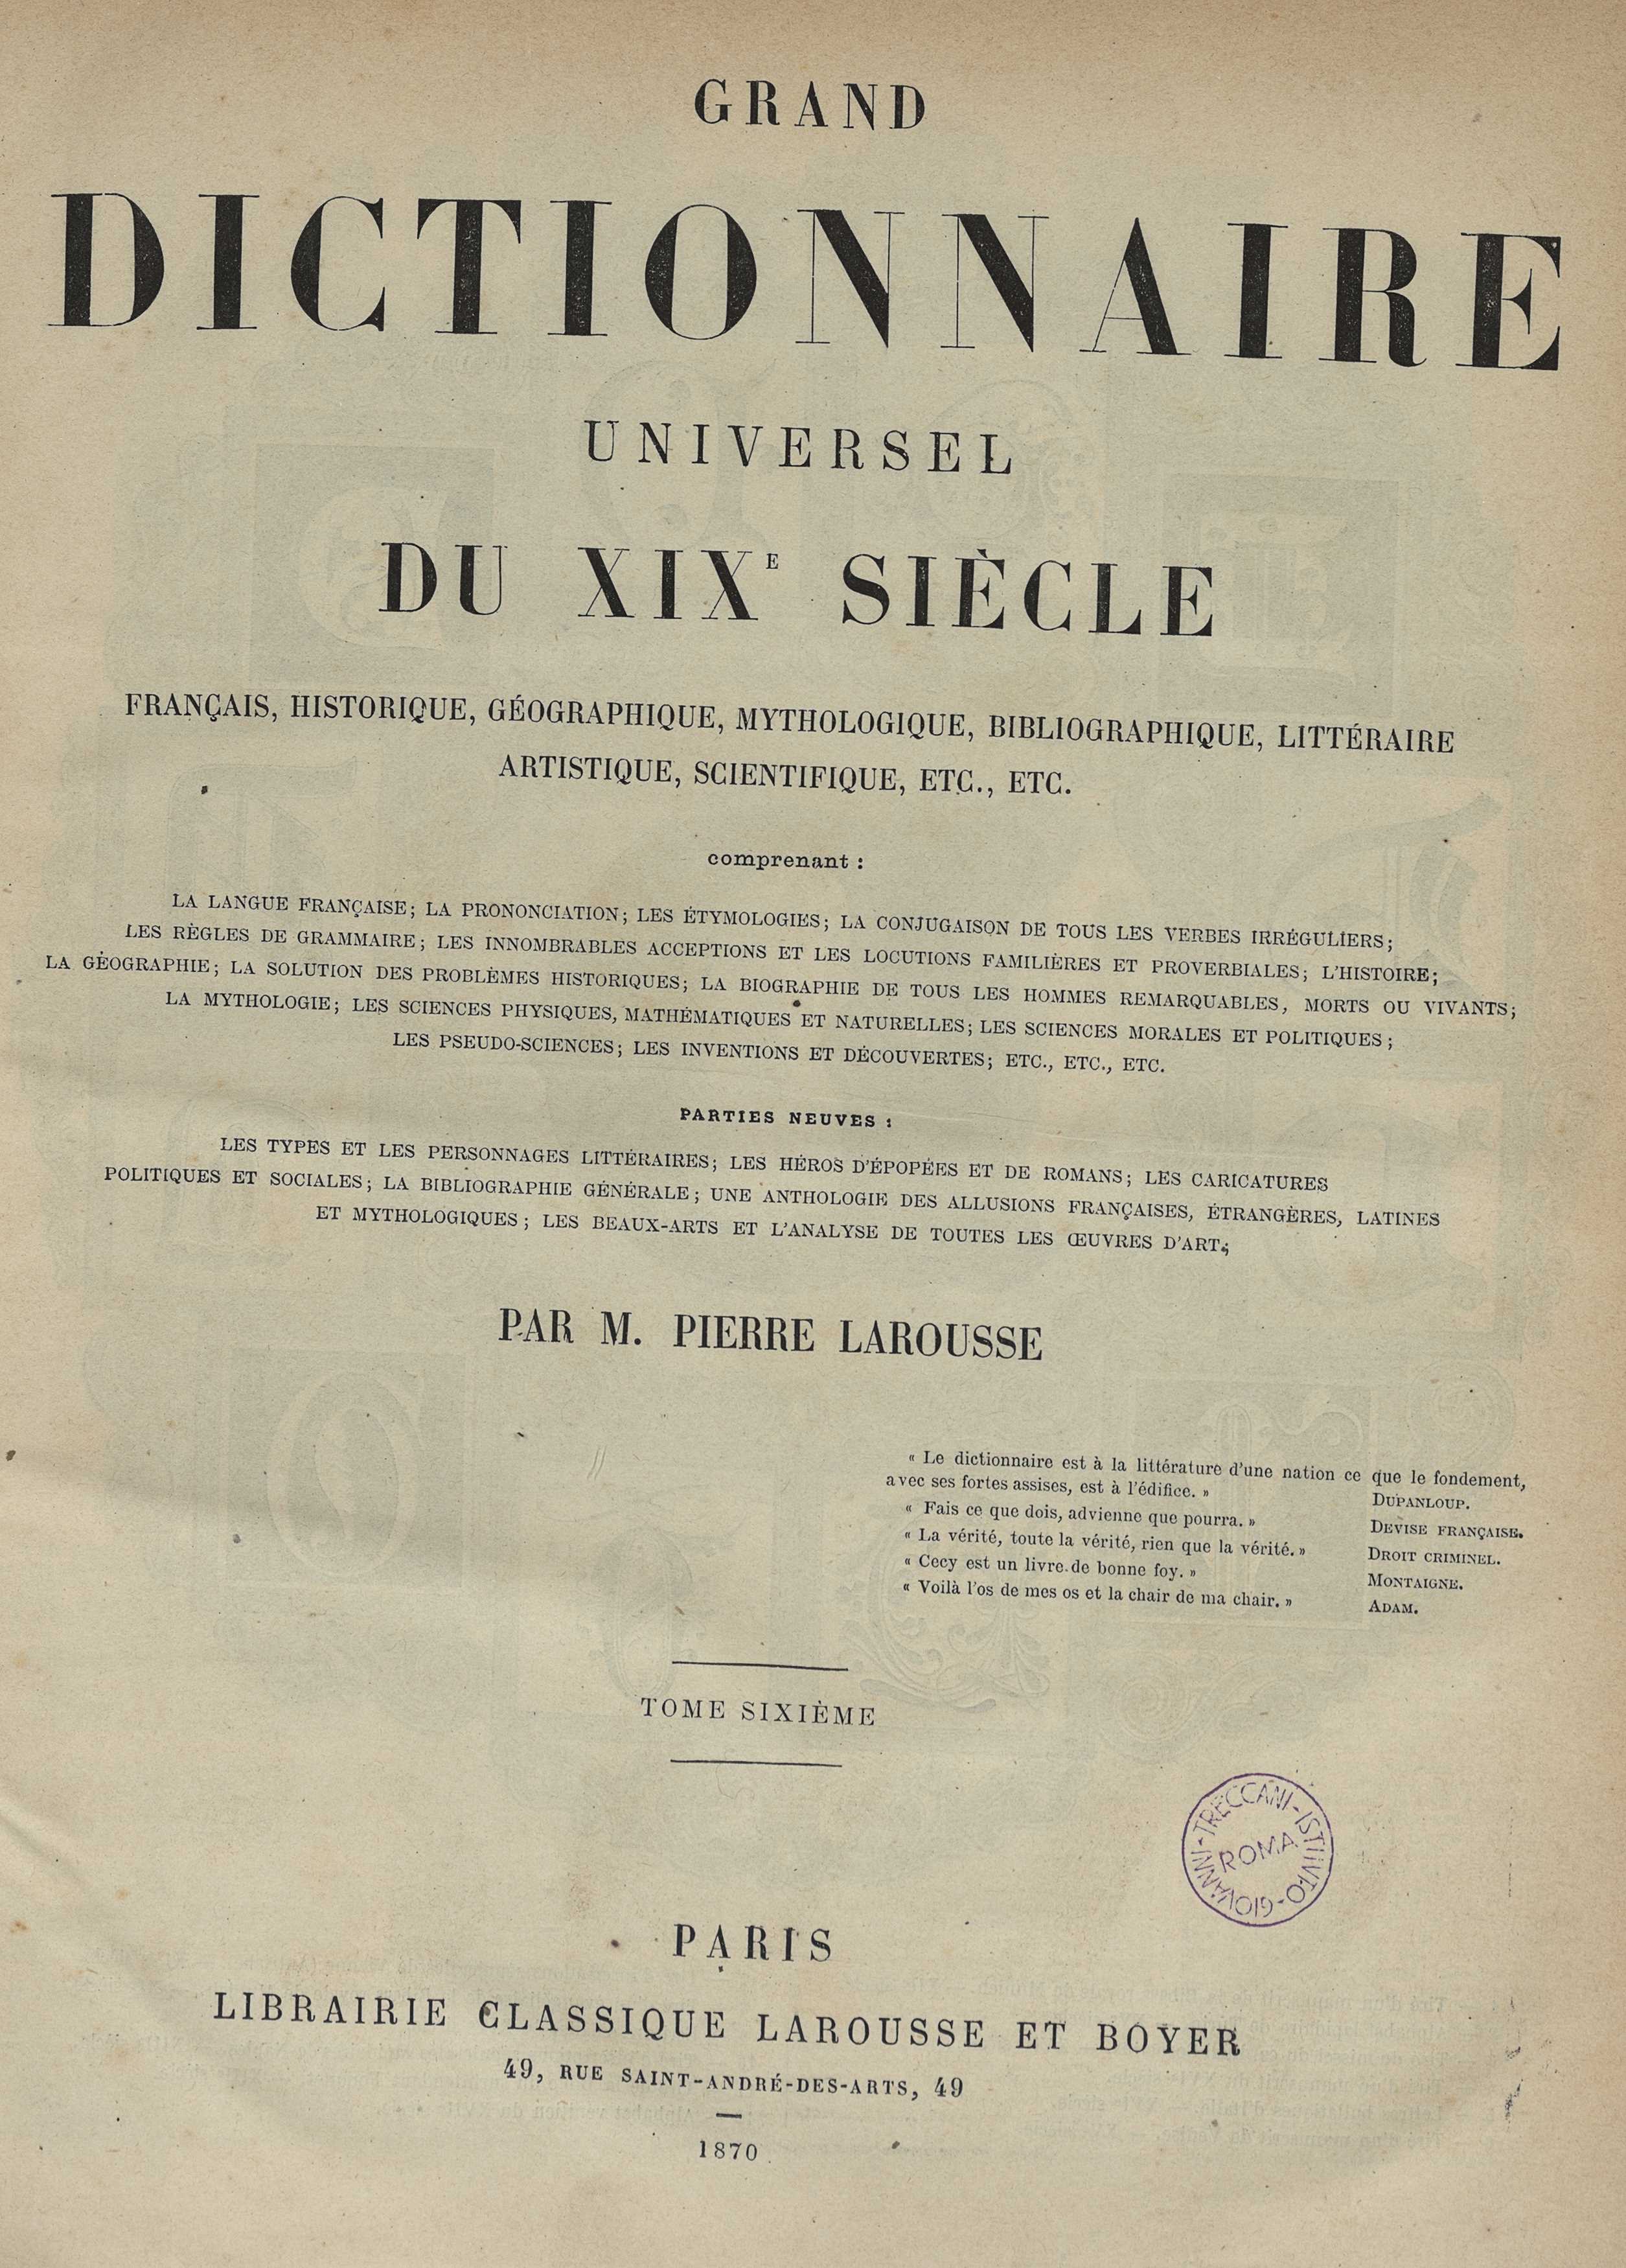 GRAND
DICTIONNAIRE
UNIVERSEL
DU XIXE SIÈCLE
FRANÇAIS, HISTORIQUE, GÉOGRAPHIQUE, MYTHOLOGIQUE, BIBLIOGRAPHIQUE, LITTÉRAIRE
ARTISTIQUE, SCIENTIFIQUE, ETC., ETC.
comprenant :
LA LANGUE FRANÇAISE; LA PRONONCIATION; LES ÉTYMOLOGIES; LA CONJUGAISON DE TOUS LES VERBES IRRÉGULIERS;
LES RÈGLES DE GRAMMAIRE; LES INNOMBRABLES ACCEPTIONS ET LES LOCUTIONS FAMILIÈRES ET PROVERBIALES; L'HISTOIRE;
LA GÉOGRAPHIE; LA SOLUTION DES PROBLÈMES HISTORIQUES; LA BIOGRAPHIE DE TOUS LES HOMMES REMARQUABLES, MORTS OU VIVANTS;
LA MYTHOLOGIE; LES SCIENCES PHYSIQUES, MATHÉMATIQUES ET NATURELLES; LES SCIENCES MORALES ET POLITIQUES;
LES PSEUDO-SCIENCES; LES INVENTIONS ET DÉCOUVERTES; ETC., ETC., ETC.
PARTIES NEUVES :
LES TYPES ET LES PERSONNAGES LITTÉRAIRES; LES HÉROS D'ÉPOPÉES ET DE ROMANS; LES CARICATURES
POLITIQUES ET SOCIALES; LA BIBLIOGRAPHIE GÉNÉRALE; UNE ANTHOLOGIE DES ALLUSIONS FRANÇAISES, ÉTRANGÈRES, LATINES
ET MYTHOLOGIQUES; LES BEAUX-ARTS ET L'ANALYSE DE TOUTES LES ŒUVRES D'ART;
PAR M. PIERRE LAROUSSE
« Le dictionnaire est à la littérature d'une nation ce que le fondement,
avec ses fortes assises, est à l'édifice. » DUPANLOUP.
« Fais ce que dois, advienne que pourra. » DEVISE FRANÇAISE.
« La vérité, toute la vérité, rien que la vérité. » DROIT CRIMINEL.
« Cecy est un livre de bonne foy. » MONTAIGNE.
« Voilà l'os de mes os et la chair de ma chair. » ADAM.
TOME SIXIÈME
GIOVANNI-TRECCANI-ISTITVTO-
ROMA
PARIS
LIBRAIRIE CLASSIQUE LAROUSSE ET BOYER
49, RUE SAINT-ANDRÉ-DES-ARTS, 49
1870